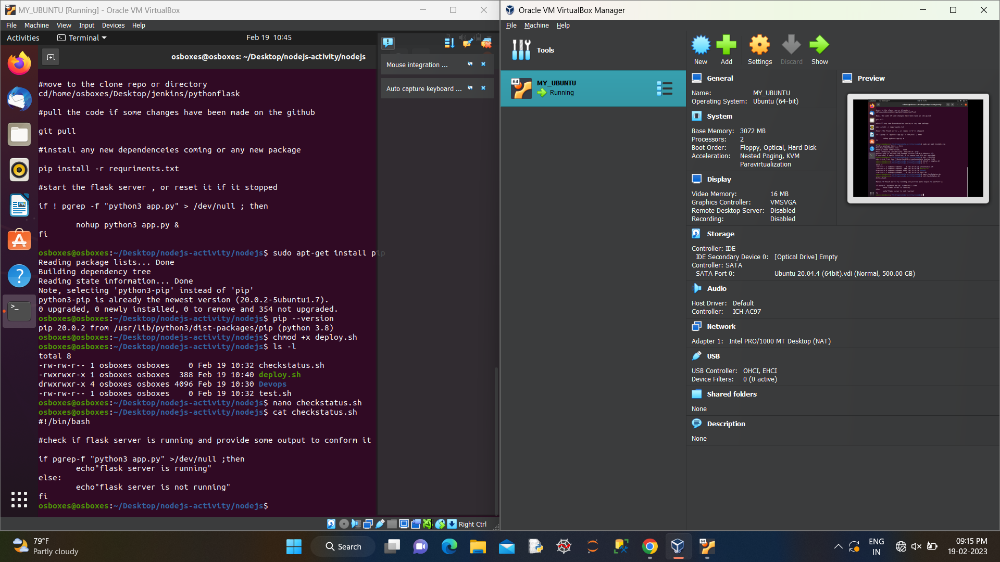 MY_UBUNTU [Running] - Oracle VM VirtualBox
File Machine View Input Devices Help
Activities Terminal Feb 19 10:45
osboxes@osboxes: ~/Desktop/nodejs-activity/nodejs
Mouse integration ...
Auto capture keyboard ...
#move to the clone repo or directory
cd/home/osboxes/Desktop/jenkins/pythonflask
#pull the code if some changes have been made on the github
git pull
#install any new dependenceies coming or any new package
pip install -r requriments.txt
#start the flask server , or reset it if it stopped
if ! pgrep -f "python3 app.py" > /dev/null ; then
nohup python3 app.py &
fi
osboxes@osboxes:~/Desktop/nodejs-activity/nodejs$ sudo apt-get install pip
Reading package lists... Done
Building dependency tree
Reading state information... Done
Note, selecting 'python3-pip' instead of 'pip'
python3-pip is already the newest version (20.0.2-5ubuntu1.7).
0 upgraded, 0 newly installed, 0 to remove and 354 not upgraded.
osboxes@osboxes:~/Desktop/nodejs-activity/nodejs$ pip --version
pip 20.0.2 from /usr/lib/python3/dist-packages/pip (python 3.8)
osboxes@osboxes:~/Desktop/nodejs-activity/nodejs$ chmod +x deploy.sh
osboxes@osboxes:~/Desktop/nodejs-activity/nodejs$ ls -l
total 8
-rw-rw-r-- 1 osboxes osboxes    0 Feb 19 10:32 checkstatus.sh
-rwxrwxr-x 1 osboxes osboxes  388 Feb 19 10:40 deploy.sh
drwxrwxr-x 4 osboxes osboxes 4096 Feb 19 10:30 Devops
-rw-rw-r-- 1 osboxes osboxes    0 Feb 19 10:32 test.sh
osboxes@osboxes:~/Desktop/nodejs-activity/nodejs$ nano checkstatus.sh
osboxes@osboxes:~/Desktop/nodejs-activity/nodejs$ cat checkstatus.sh
#!/bin/bash
#check if flask server is running and provide some output to conform it
if pgrep-f "python3 app.py" >/dev/null ;then
echo"flask server is running"
else:
echo"flask server is not running"
fi
osboxes@osboxes:~/Desktop/nodejs-activity/nodejs$
Right Ctrl
Oracle VM VirtualBox Manager
File Machine Help
Tools
New Add Settings Discard Show
64 MY_UBUNTU
Running
General
Name: MY_UBUNTU
Operating System: Ubuntu (64-bit)
Preview
System
Base Memory: 3072 MB
Processors: 2
Boot Order: Floppy, Optical, Hard Disk
Acceleration: Nested Paging, KVM
Paravirtualization
Display
Video Memory: 16 MB
Graphics Controller: VMSVGA
Remote Desktop Server: Disabled
Recording: Disabled
Storage
Controller: IDE
IDE Secondary Device 0: [Optical Drive] Empty
Controller: SATA
SATA Port 0: Ubuntu 20.04.4 (64bit).vdi (Normal, 500.00 GB)
Audio
Host Driver: Default
Controller: ICH AC97
Network
Adapter 1: Intel PRO/1000 MT Desktop (NAT)
USB
USB Controller: OHCI, EHCI
Device Filters: 0 (0 active)
Shared folders
None
Description
None
79°F
Partly cloudy
Search
ENG
IN
09:15 PM
19-02-2023